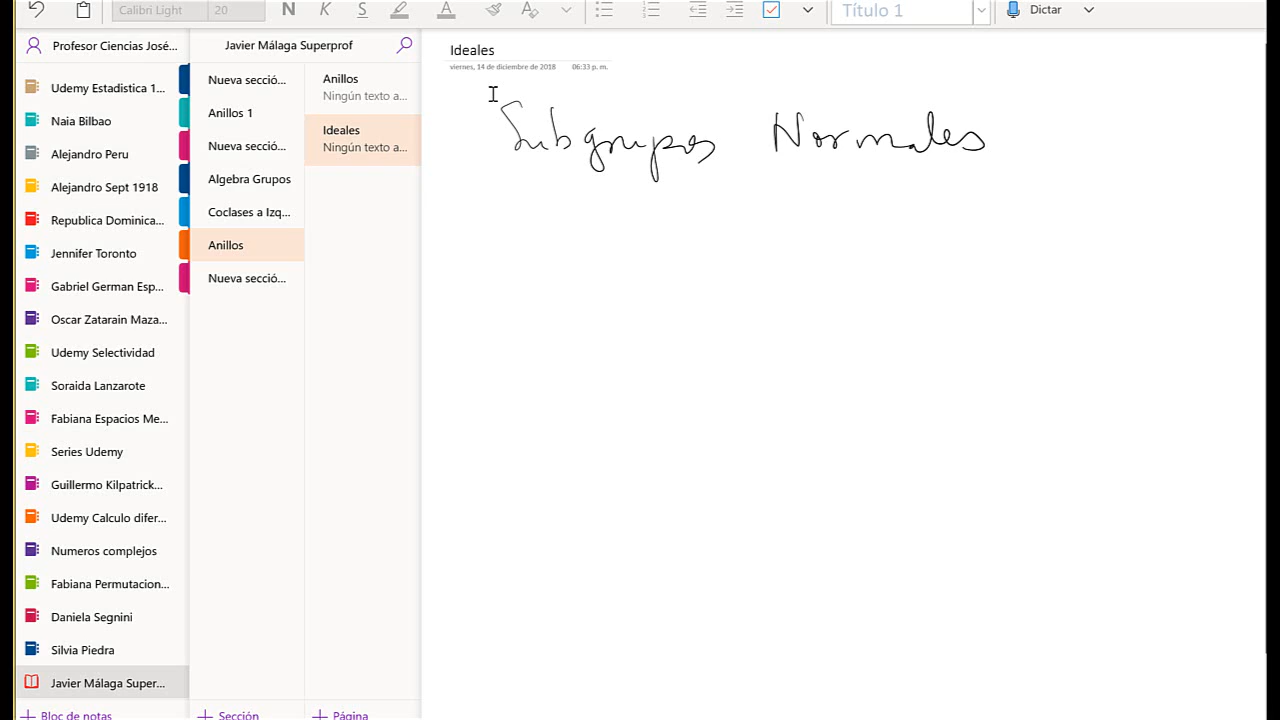 Calibri Light 20 N K S A A Título 1 Dictar
Profesor Ciencias José...
Udemy Estadistica 1...
Naia Bilbao
Alejandro Peru
Alejandro Sept 1918
Republica Dominica...
Jennifer Toronto
Gabriel German Esp...
Oscar Zatarain Maza...
Udemy Selectividad
Soraida Lanzarote
Fabiana Espacios Me...
Series Udemy
Guillermo Kilpatrick...
Udemy Calculo difer...
Numeros complejos
Fabiana Permutacion...
Daniela Segnini
Silvia Piedra
Javier Málaga Super...
Bloc de notas
Javier Málaga Superprof
Nueva secció...
Anillos 1
Nueva secció...
Algebra Grupos
Coclases a Izq...
Anillos
Nueva secció...
Sección
Anillos
Ningún texto a...
Ideales
Ningún texto a...
Página
Ideales
viernes, 14 de diciembre de 2018 06:33 p. m.
Subgrupos Normales